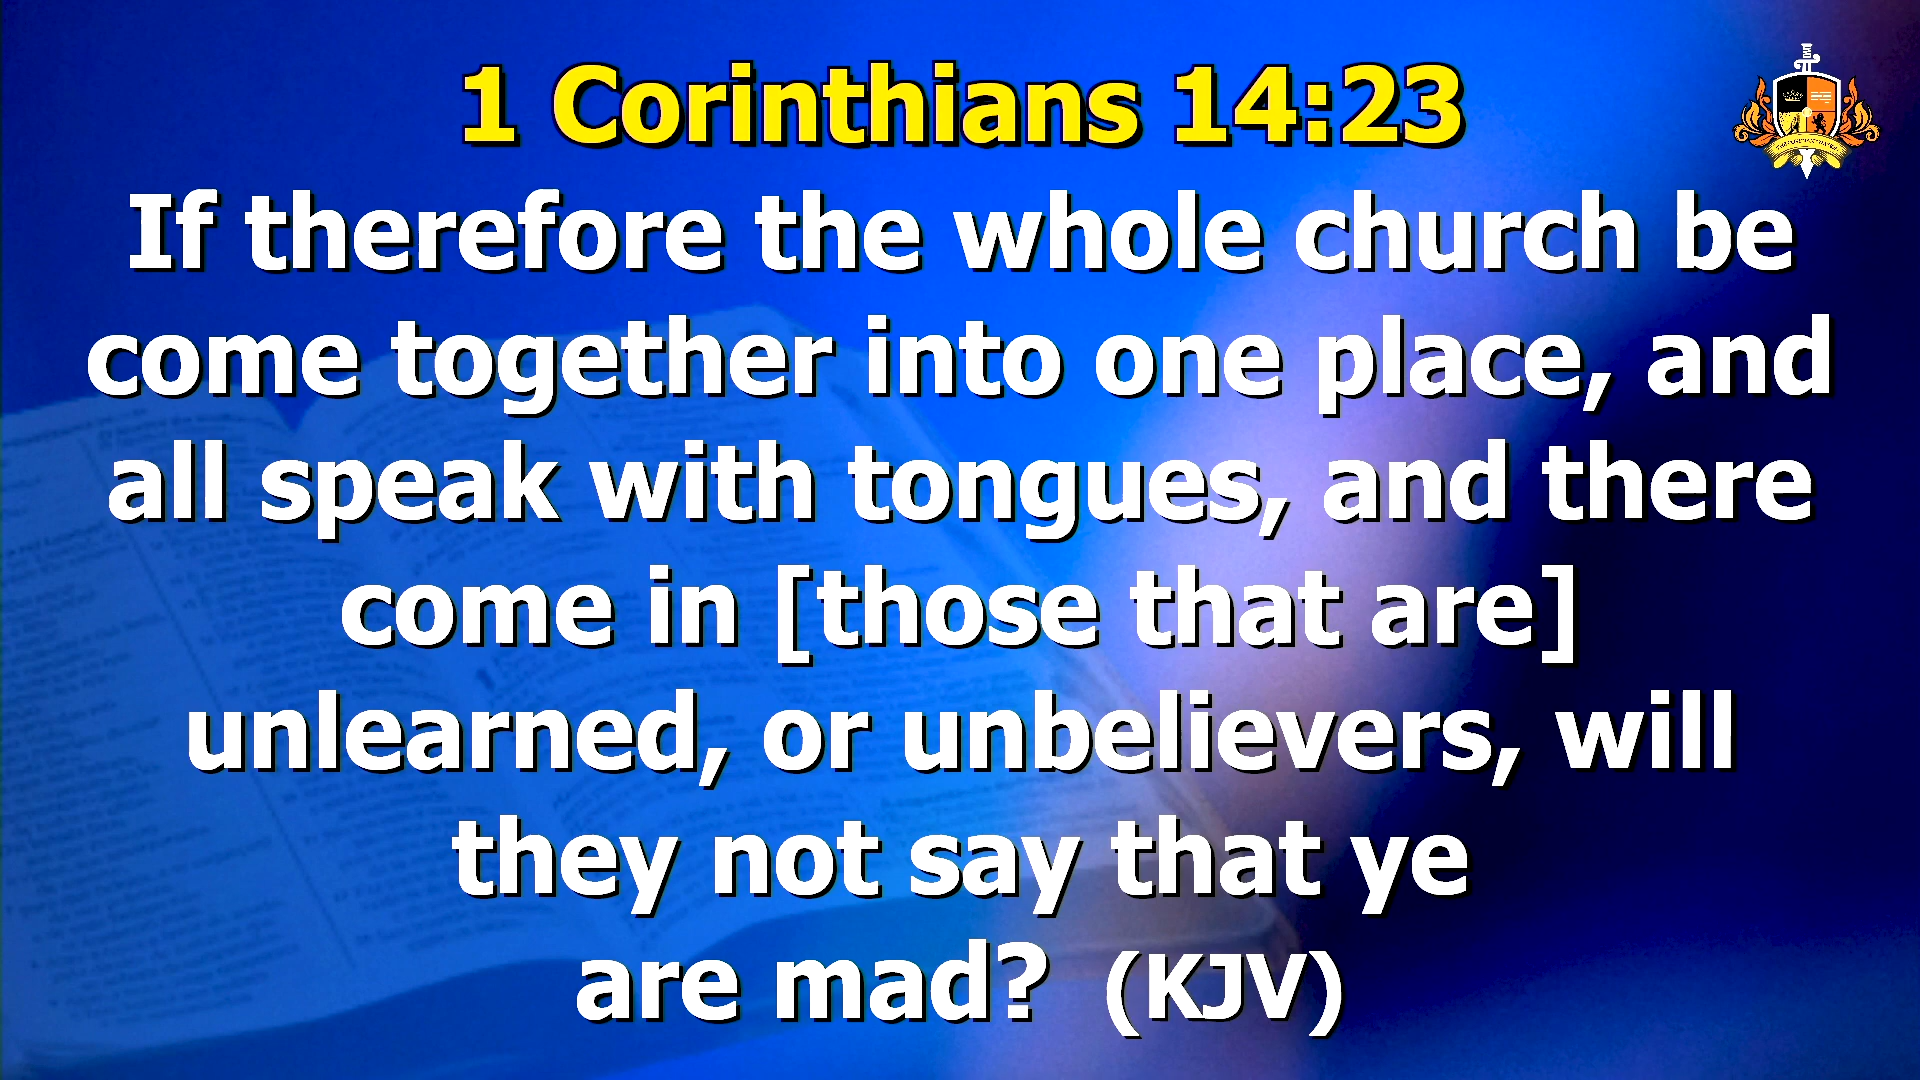 1 Corinthians 14:23
If therefore the whole church be
come together into one place, and
all speak with tongues, and there
come in [those that are]
unlearned, or unbelievers, will
they not say that ye
are mad? (KJV)